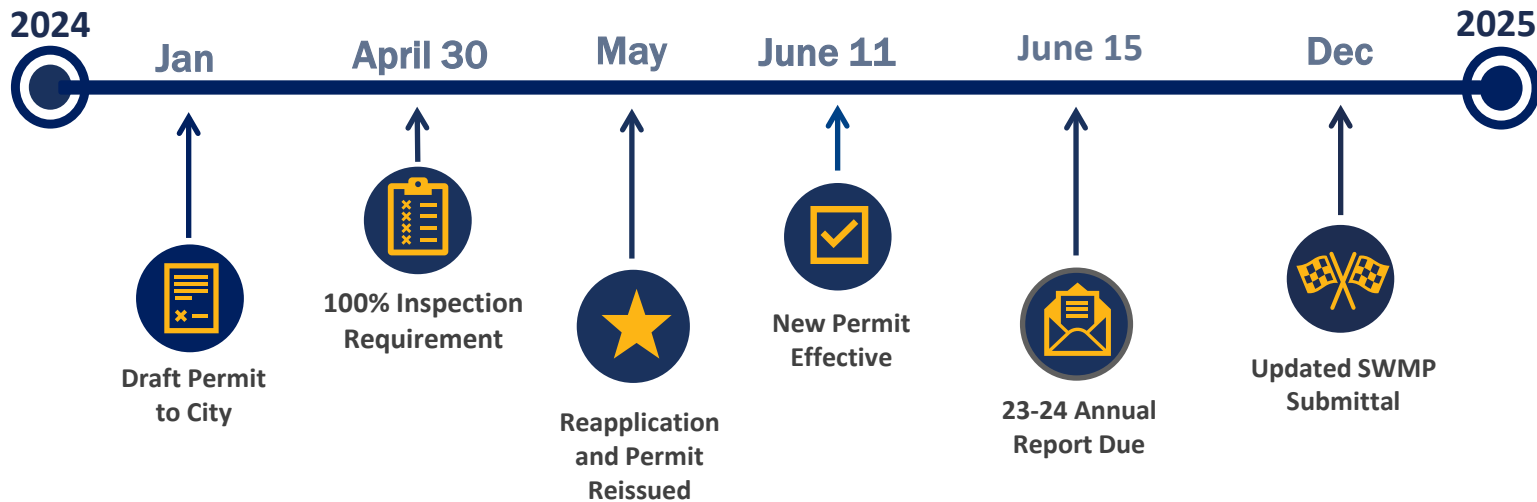 2024
2025
Jan
April 30
May
June 11
June 15
Dec
Draft Permit
to City
100% Inspection
Requirement
Reapplication
and Permit
Reissued
New Permit
Effective
23-24 Annual
Report Due
Updated SWMP
Submittal